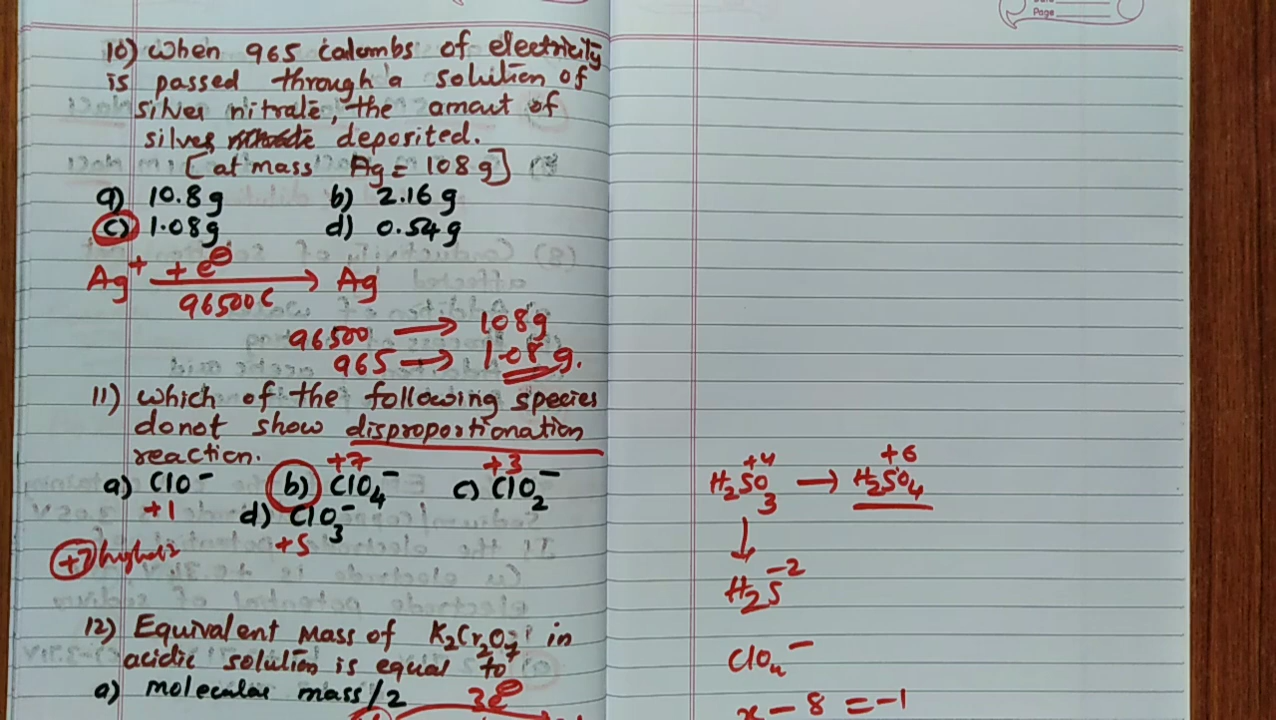 Page
10) when 965 calombs of electricity
is passed through a solution of
silver nitrate, the amout of
silver deposited.
[at mass Ag = 108 g]
a) 10.8 g b) 2.16 g
c) 1.08 g d) 0.54 g
Ag+ + e⊖ → Ag
96500 C
96500 → 108 g
965 → 1.08 g.
11) which of the following species
donot show disproportionation
reaction.
+7 +3
a) ClO⁻ b) ClO₄⁻ c) ClO₂⁻
+1 d) ClO₃⁻
+7 +5
12) Equivalent mass of K₂Cr₂O₇ in
acidic solution is equal to
a) molecular mass/2
3e⊖
+4 +6
H₂SO₃ → H₂SO₄
↓
H₂S⁻²
ClO₄⁻
x - 8 = -1